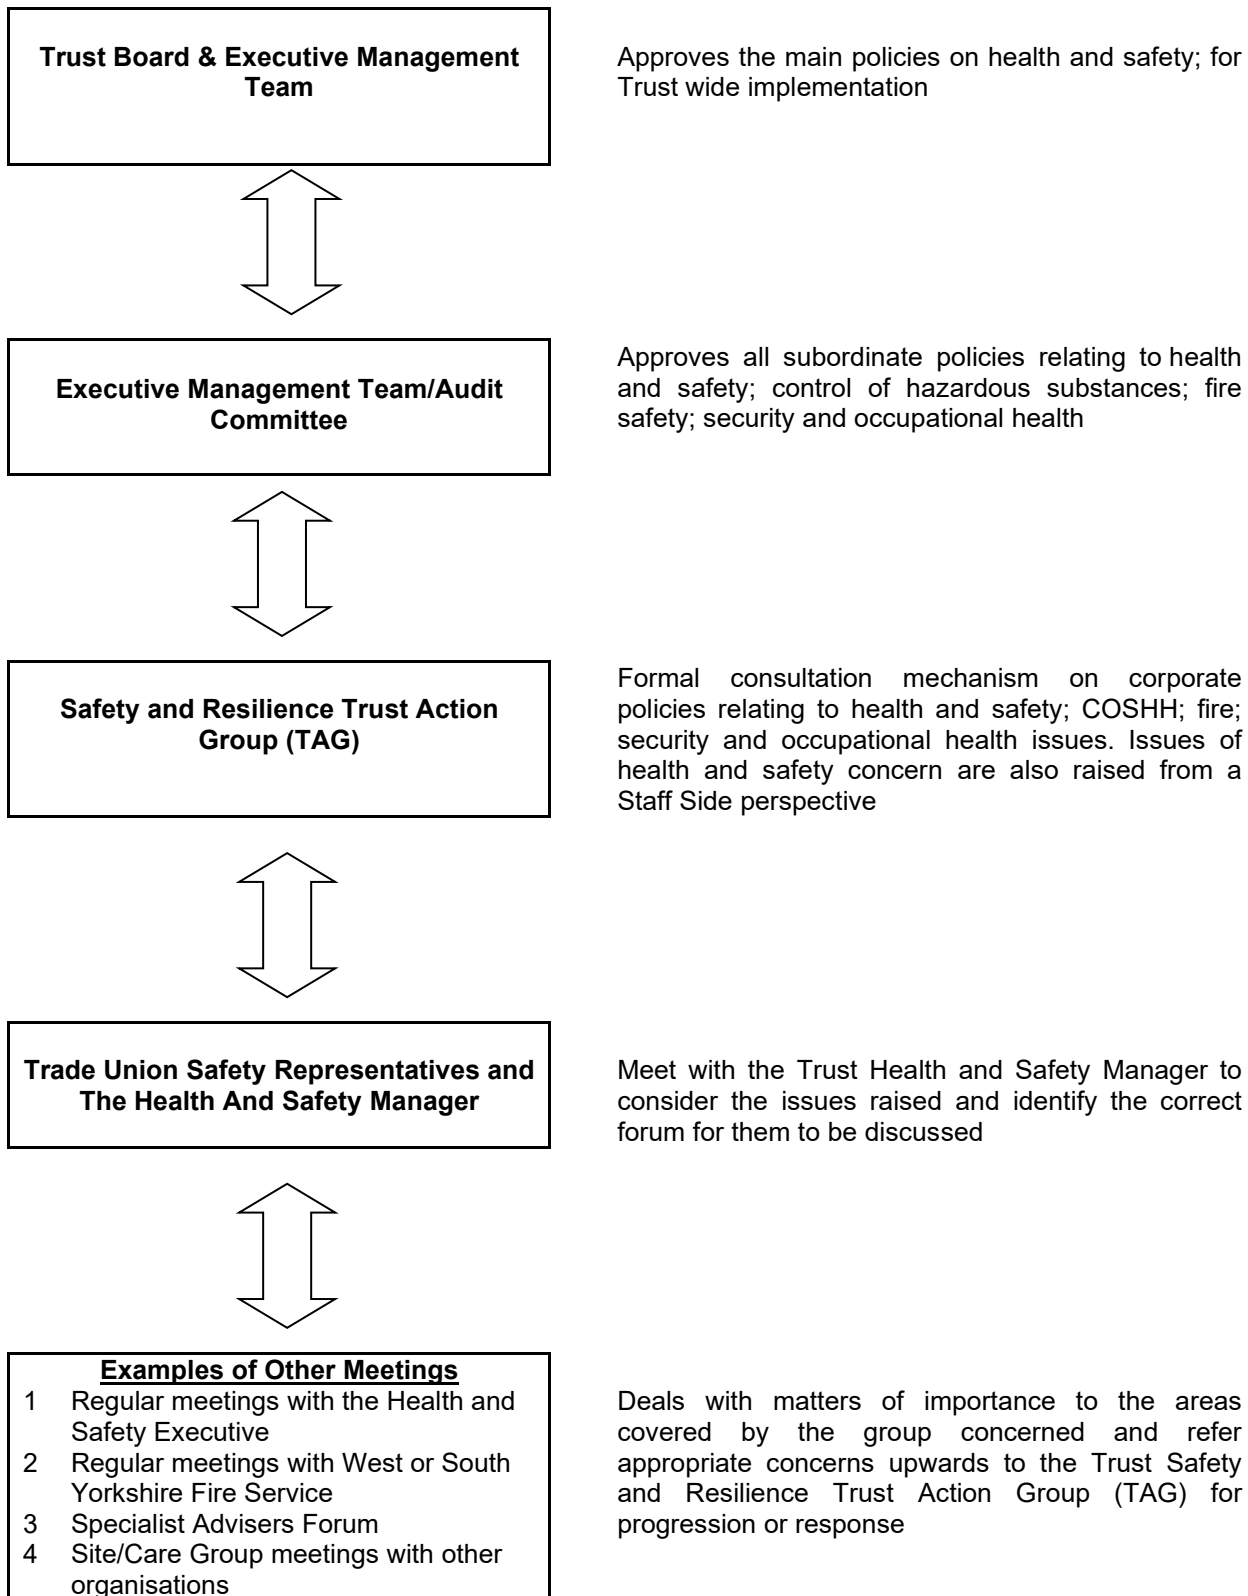 Trust Board & Executive Management
Team
Approves the main policies on health and safety; for
Trust wide implementation
Executive Management Team/Audit
Committee
Approves all subordinate policies relating to health
and safety; control of hazardous substances; fire
safety; security and occupational health
Safety and Resilience Trust Action
Group (TAG)
Formal consultation mechanism on corporate
policies relating to health and safety; COSHH; fire;
security and occupational health issues. Issues of
health and safety concern are also raised from a
Staff Side perspective
Trade Union Safety Representatives and
The Health And Safety Manager
Meet with the Trust Health and Safety Manager to
consider the issues raised and identify the correct
forum for them to be discussed
Examples of Other Meetings
1 Regular meetings with the Health and
Safety Executive
2 Regular meetings with West or South
Yorkshire Fire Service
3 Specialist Advisers Forum
4 Site/Care Group meetings with other
organisations
Deals with matters of importance to the areas
covered by the group concerned and refer
appropriate concerns upwards to the Trust Safety
and Resilience Trust Action Group (TAG) for
progression or response